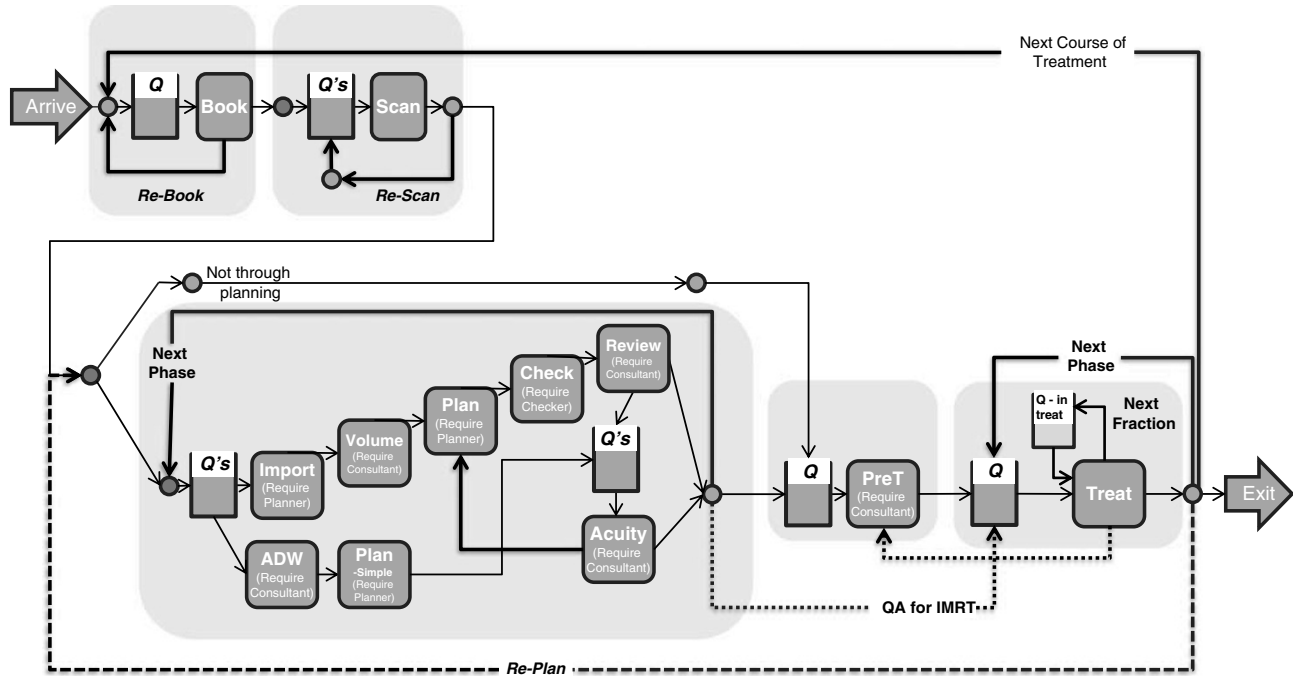 Next Course of
Treatment
Arrive
Q
Book
Q's
Scan
Re-Book
Re-Scan
Not through
planning
Next
Phase
Review
(Require
Consultant)
Check
(Require
Checker)
Plan
(Require
Planner)
Volume
(Require
Consultant)
Q's
Import
(Require
Planner)
Q's
ADW
(Require
Consultant)
Plan
-Simple
(Require
Planner)
Acuity
(Require
Consultant)
Q
PreT
(Require
Consultant)
Next
Phase
Q - in
treat
Next
Fraction
Q
Treat
Exit
QA for IMRT
Re-Plan